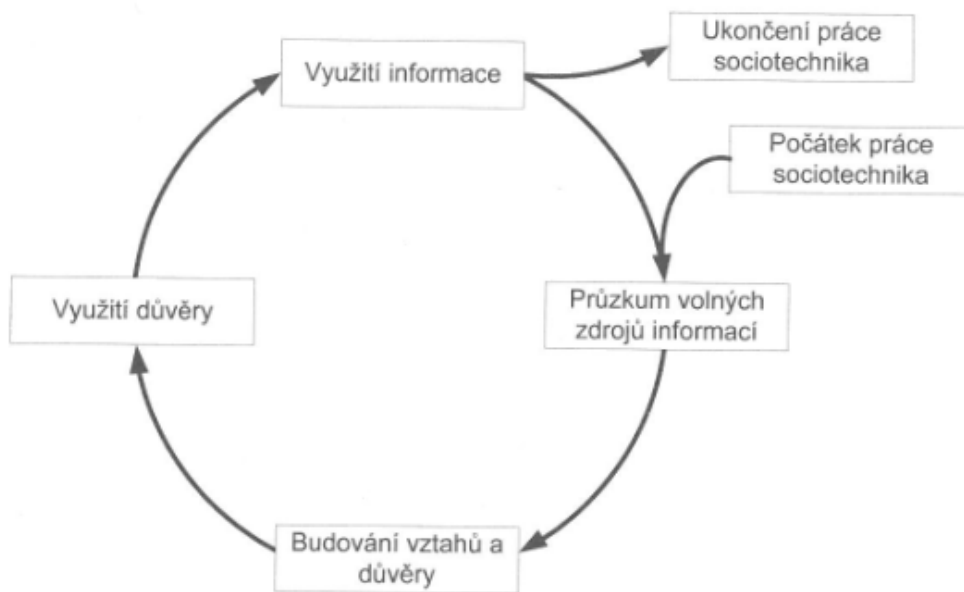 Využití informace
Ukončení práce
sociotechnika
Počátek práce
sociotechnika
Průzkum volných
zdrojů informací
Využití důvěry
Budování vztahů a
důvěry